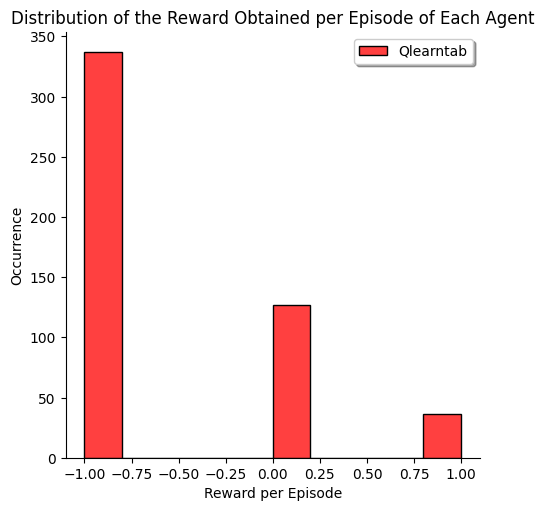 Distribution of the Reward Obtained per Episode of Each Agent
Qlearntab
350
300
250
200
150
100
50
0
Occurrence
−1.00 −0.75 −0.50 −0.25 0.00 0.25 0.50 0.75 1.00
Reward per Episode